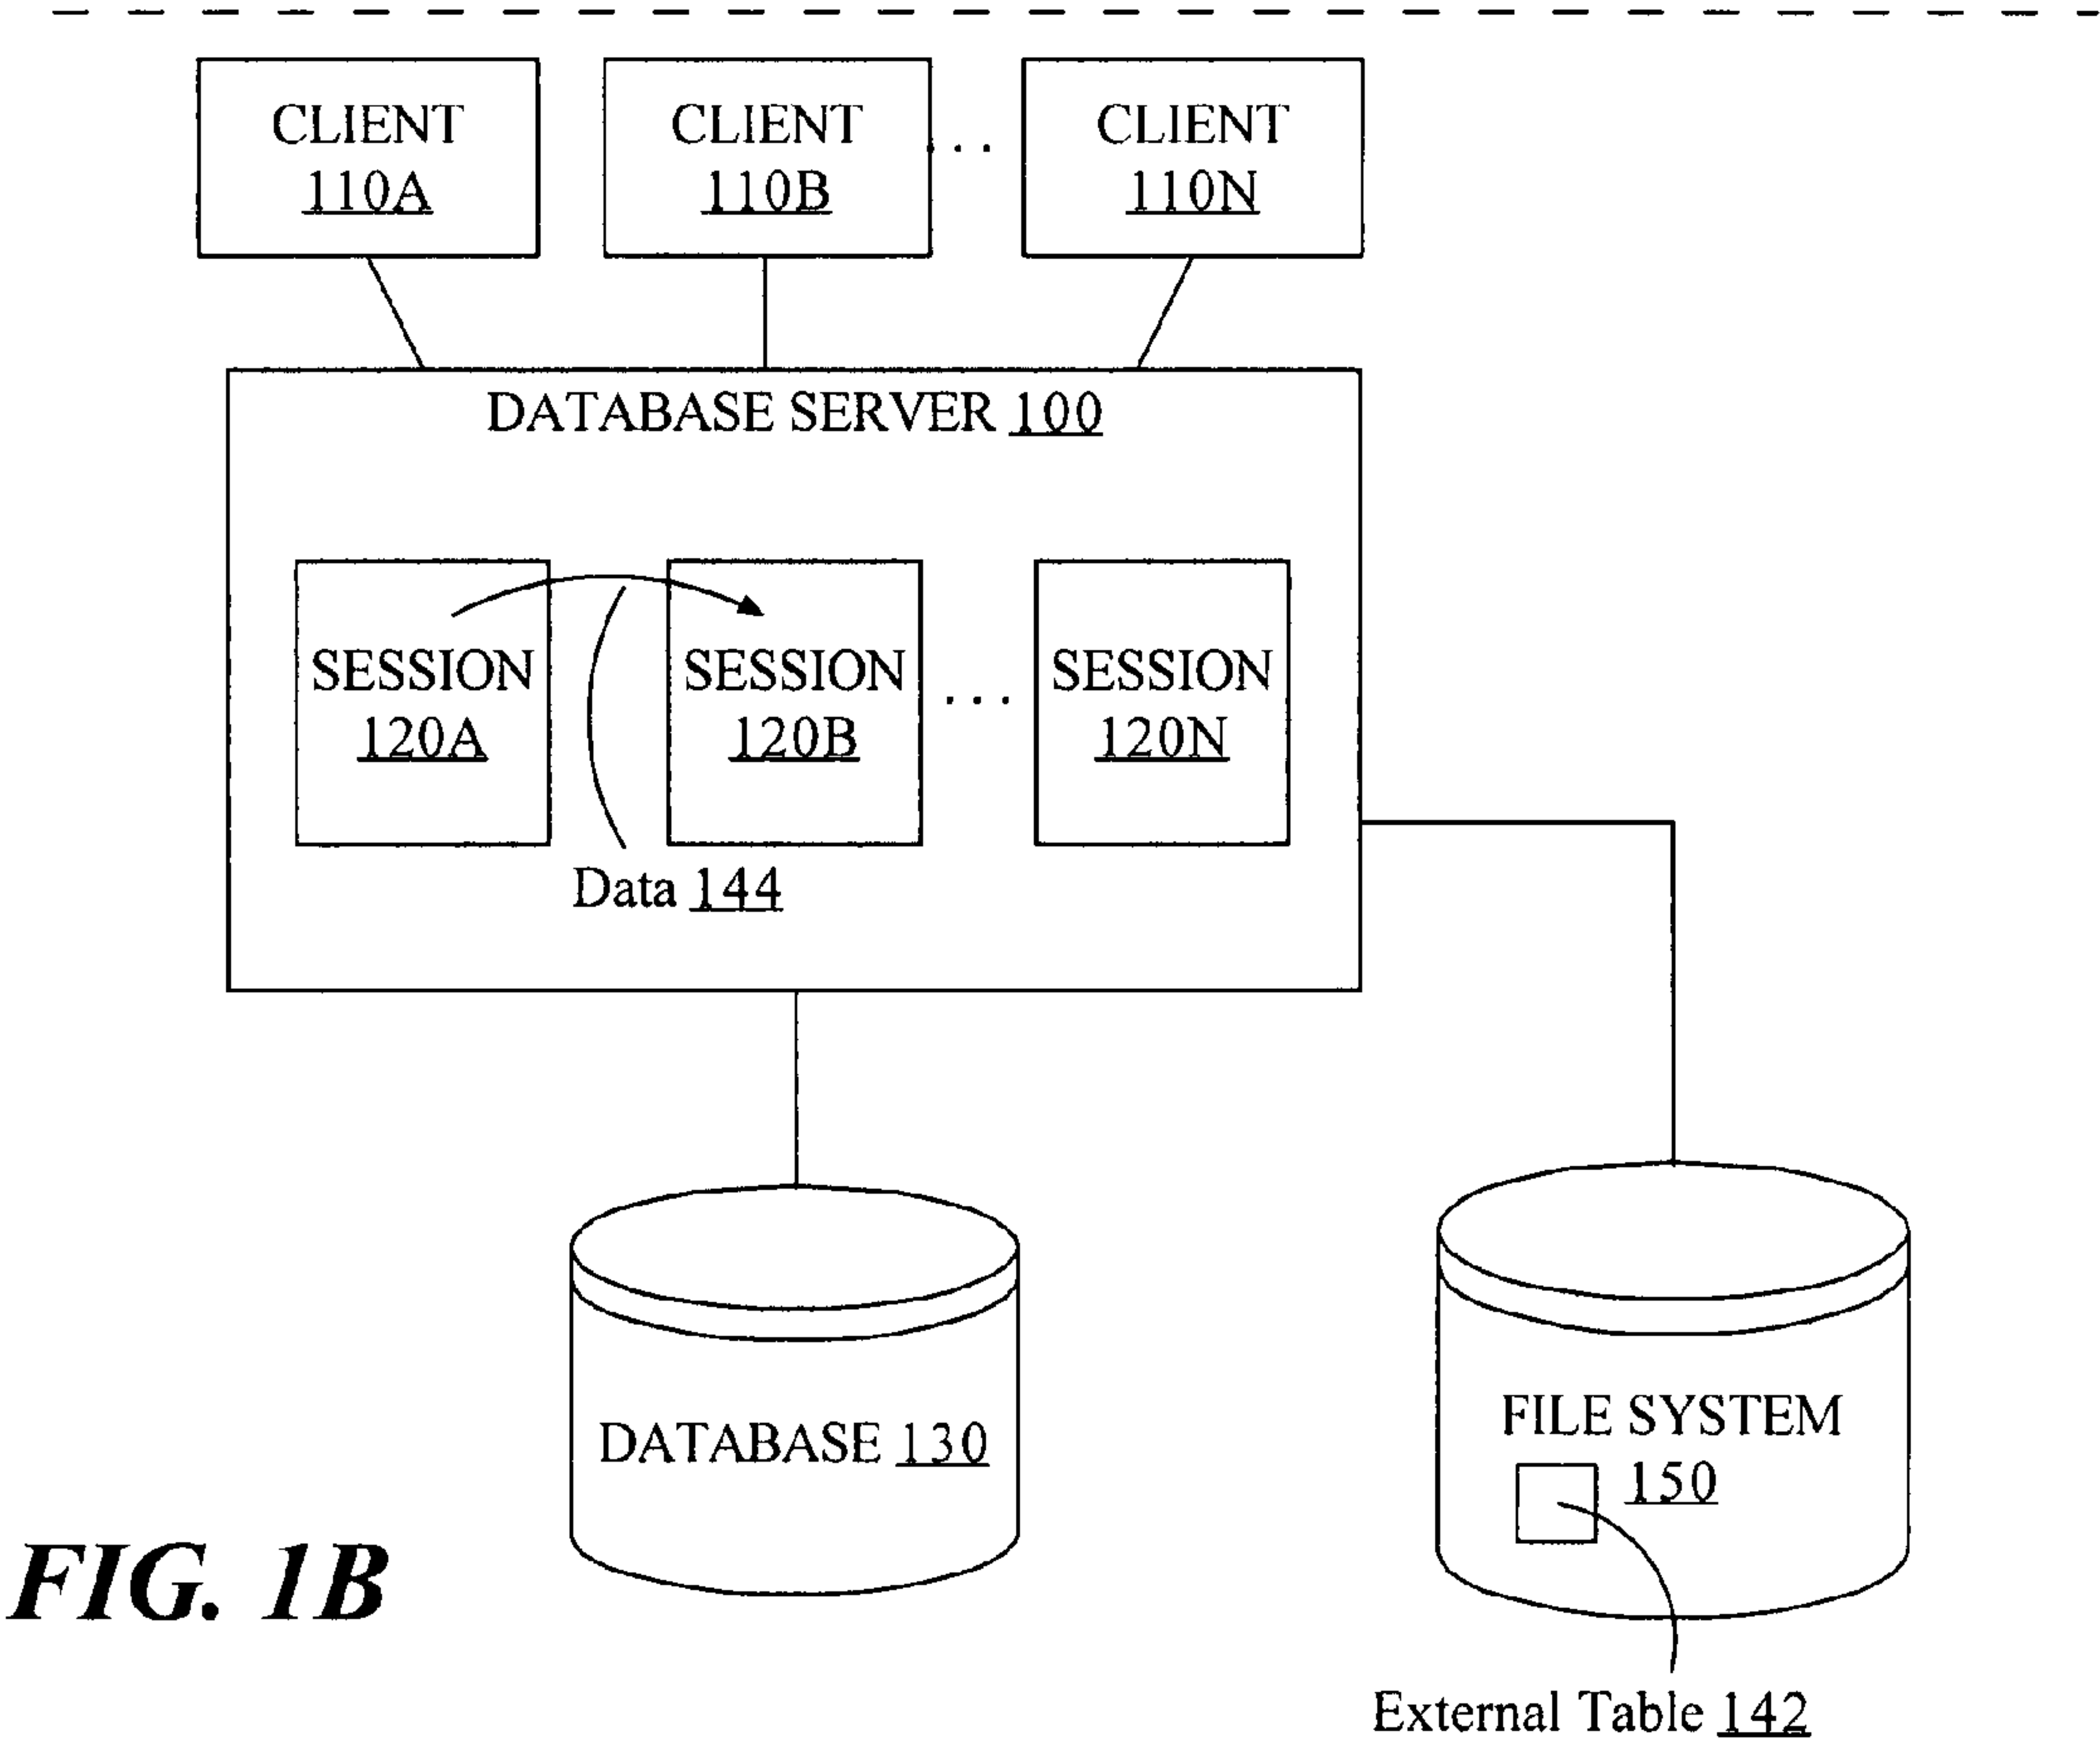 CLIENT
110A
CLIENT
110B
. . .
CLIENT
110N
DATABASE SERVER 100
SESSION
120A
SESSION
120B
. . .
SESSION
120N
Data 144
DATABASE 130
FILE SYSTEM
150
External Table 142
FIG. 1B